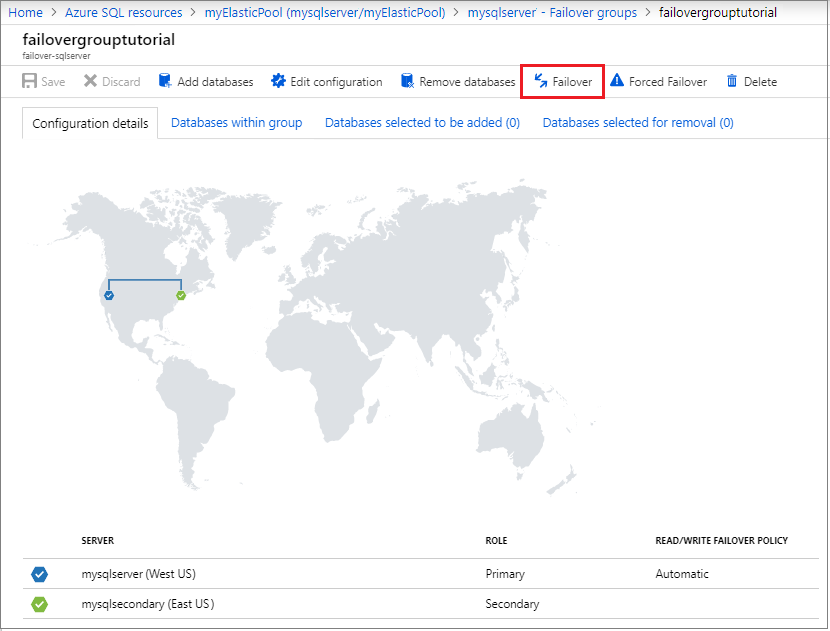 Home > Azure SQL resources > myElasticPool (mysqlserver/myElasticPool) > mysqlserver - Failover groups > failovergrouptutorial
failovergrouptutorial
failover-sqlserver
Save Discard Add databases Edit configuration Remove databases Failover Forced Failover Delete
Configuration details Databases within group Databases selected to be added (0) Databases selected for removal (0)
SERVER ROLE READ/WRITE FAILOVER POLICY
mysqlserver (West US) Primary Automatic
mysqlsecondary (East US) Secondary